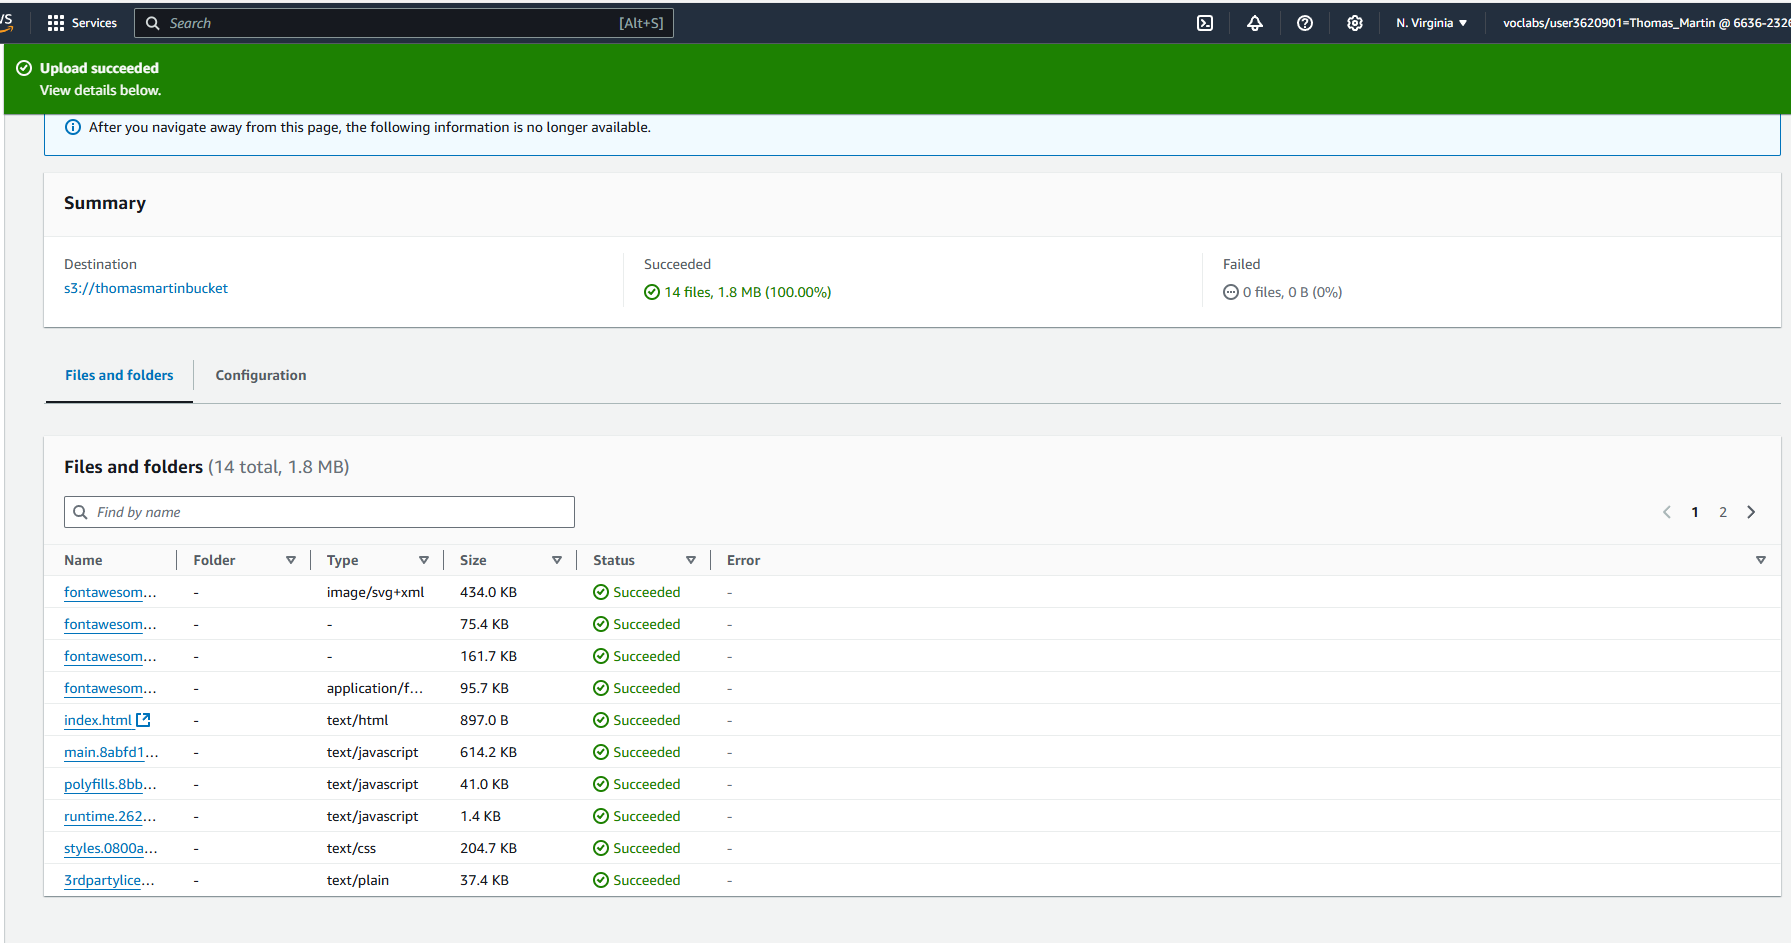 Services
Search [Alt+S]
N. Virginia
voclabs/user3620901=Thomas_Martin @ 6636-232
Upload succeeded
View details below.
After you navigate away from this page, the following information is no longer available.
Summary
Destination
s3://thomasmartinbucket
Succeeded
14 files, 1.8 MB (100.00%)
Failed
0 files, 0 B (0%)
Files and folders
Configuration
Files and folders (14 total, 1.8 MB)
Find by name
1 2
Name Folder Type Size Status Error
fontawesom... - image/svg+xml 434.0 KB Succeeded -
fontawesom... - - 75.4 KB Succeeded -
fontawesom... - - 161.7 KB Succeeded -
fontawesom... - application/f... 95.7 KB Succeeded -
index.html - text/html 897.0 B Succeeded -
main.8abfd1... - text/javascript 614.2 KB Succeeded -
polyfills.8bb... - text/javascript 41.0 KB Succeeded -
runtime.262... - text/javascript 1.4 KB Succeeded -
styles.0800a... - text/css 204.7 KB Succeeded -
3rdpartylice... - text/plain 37.4 KB Succeeded -